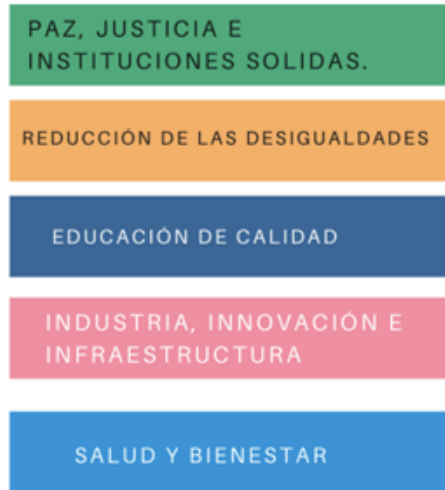 PAZ, JUSTICIA E
INSTITUCIONES SOLIDAS.
REDUCCIÓN DE LAS DESIGUALDADES
EDUCACIÓN DE CALIDAD
INDUSTRIA, INNOVACIÓN E
INFRAESTRUCTURA
SALUD Y BIENESTAR